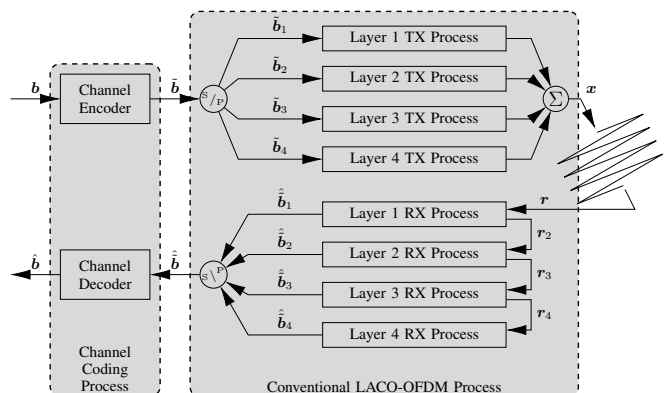 b
Channel
Encoder
b̃
S/P
b̃₁
Layer 1 TX Process
b̃₂
Layer 2 TX Process
b̃₃
Layer 3 TX Process
b̃₄
Layer 4 TX Process
Σ
x
r
b̃̂₁
Layer 1 RX Process
r₂
b̃̂₂
Layer 2 RX Process
r₃
b̃̂₃
Layer 3 RX Process
r₄
b̃̂₄
Layer 4 RX Process
b̂
Channel
Decoder
b̃̂
S\P
Channel
Coding
Process
Conventional LACO-OFDM Process